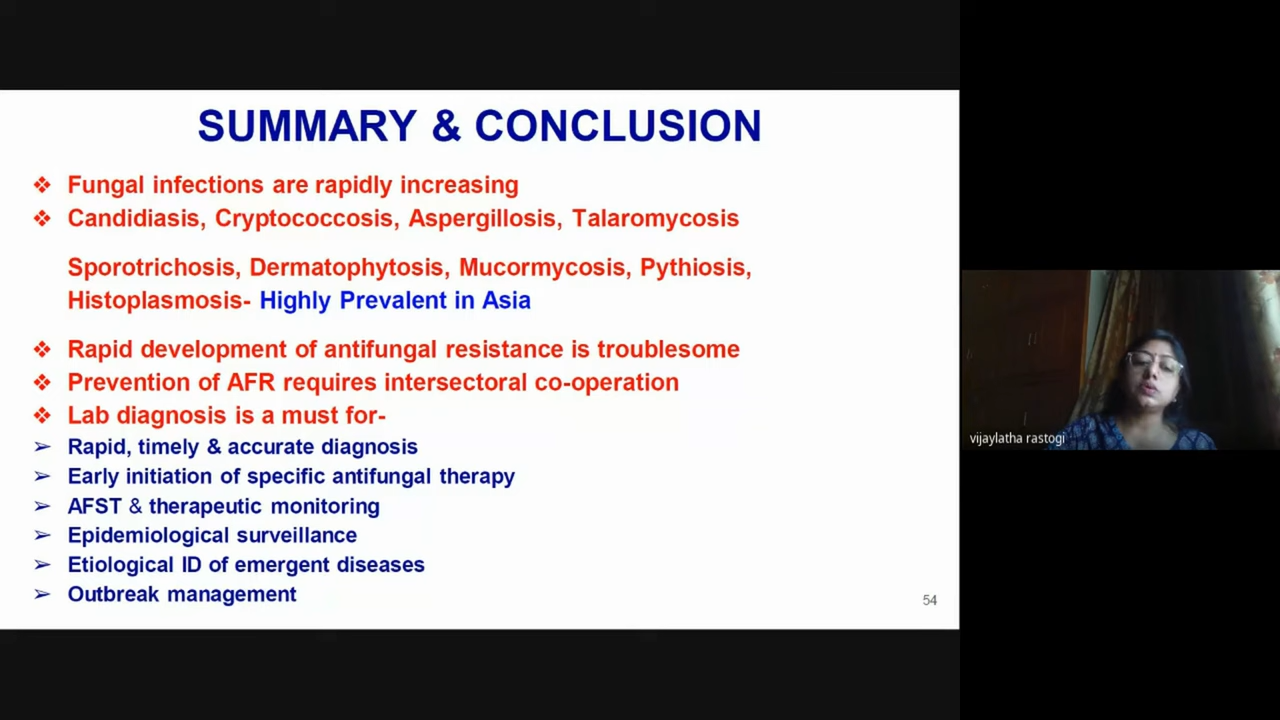 SUMMARY & CONCLUSION
❖ Fungal infections are rapidly increasing
❖ Candidiasis, Cryptococcosis, Aspergillosis, Talaromycosis
Sporotrichosis, Dermatophytosis, Mucormycosis, Pythiosis,
Histoplasmosis- Highly Prevalent in Asia
❖ Rapid development of antifungal resistance is troublesome
❖ Prevention of AFR requires intersectoral co-operation
❖ Lab diagnosis is a must for-
➢ Rapid, timely & accurate diagnosis
➢ Early initiation of specific antifungal therapy
➢ AFST & therapeutic monitoring
➢ Epidemiological surveillance
➢ Etiological ID of emergent diseases
➢ Outbreak management
54
vijaylatha rastogi